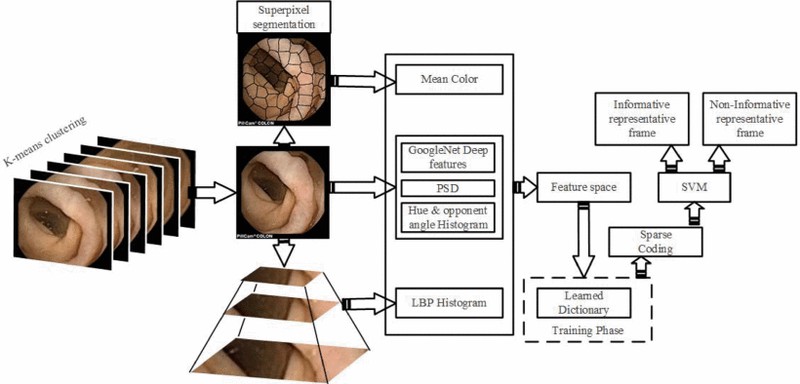 Superpixel
segmentation
PillCam™COLON
K-means clustering
PillCam™COLON
Mean Color
GoogleNet Deep
features
PSD
Hue & opponent
angle Histogram
LBP Histogram
Feature space
Learned
Dictionary
Training Phase
Sparse
Coding
SVM
Informative
representative
frame
Non-Informative
representative
frame